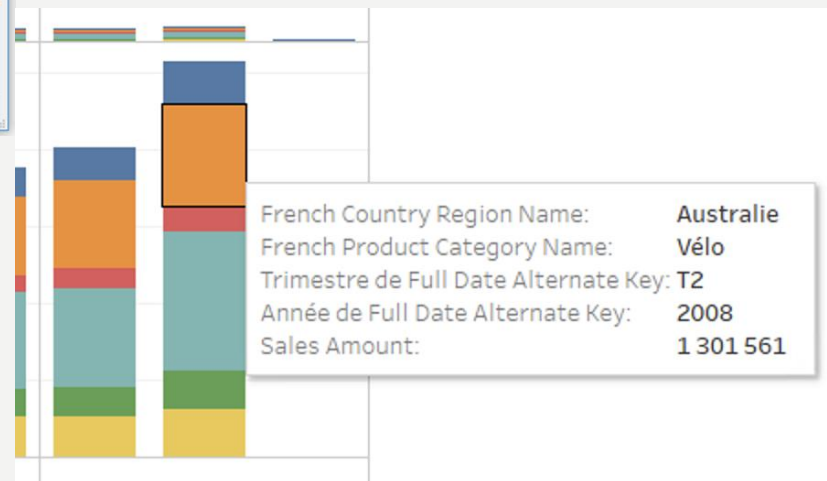 French Country Region Name: Australie
French Product Category Name: Vélo
Trimestre de Full Date Alternate Key: T2
Année de Full Date Alternate Key: 2008
Sales Amount: 1 301 561